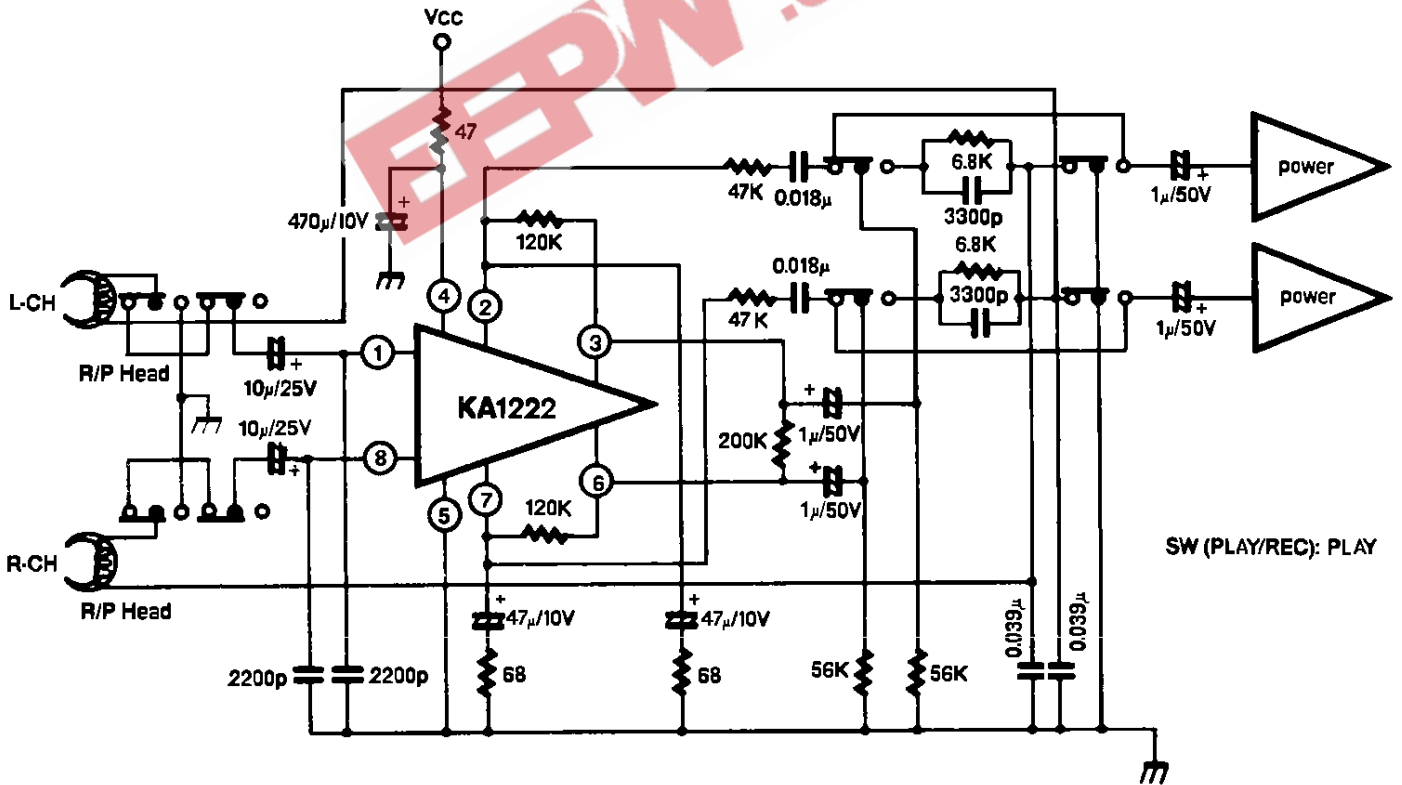 EEPW.
VCC
47
470μ/10V
120K
47K
0.018μ
6.8K
3300p
1μ/50V
power
L-CH
R/P Head
10μ/25V
4
2
3
1
0.018μ
47K
6.8K
3300p
1μ/50V
power
KA1222
10μ/25V
8
5
7
6
120K
200K
1μ/50V
1μ/50V
R-CH
R/P Head
SW (PLAY/REC): PLAY
47μ/10V
47μ/10V
0.039μ
0.039μ
2200p
2200p
68
68
56K
56K